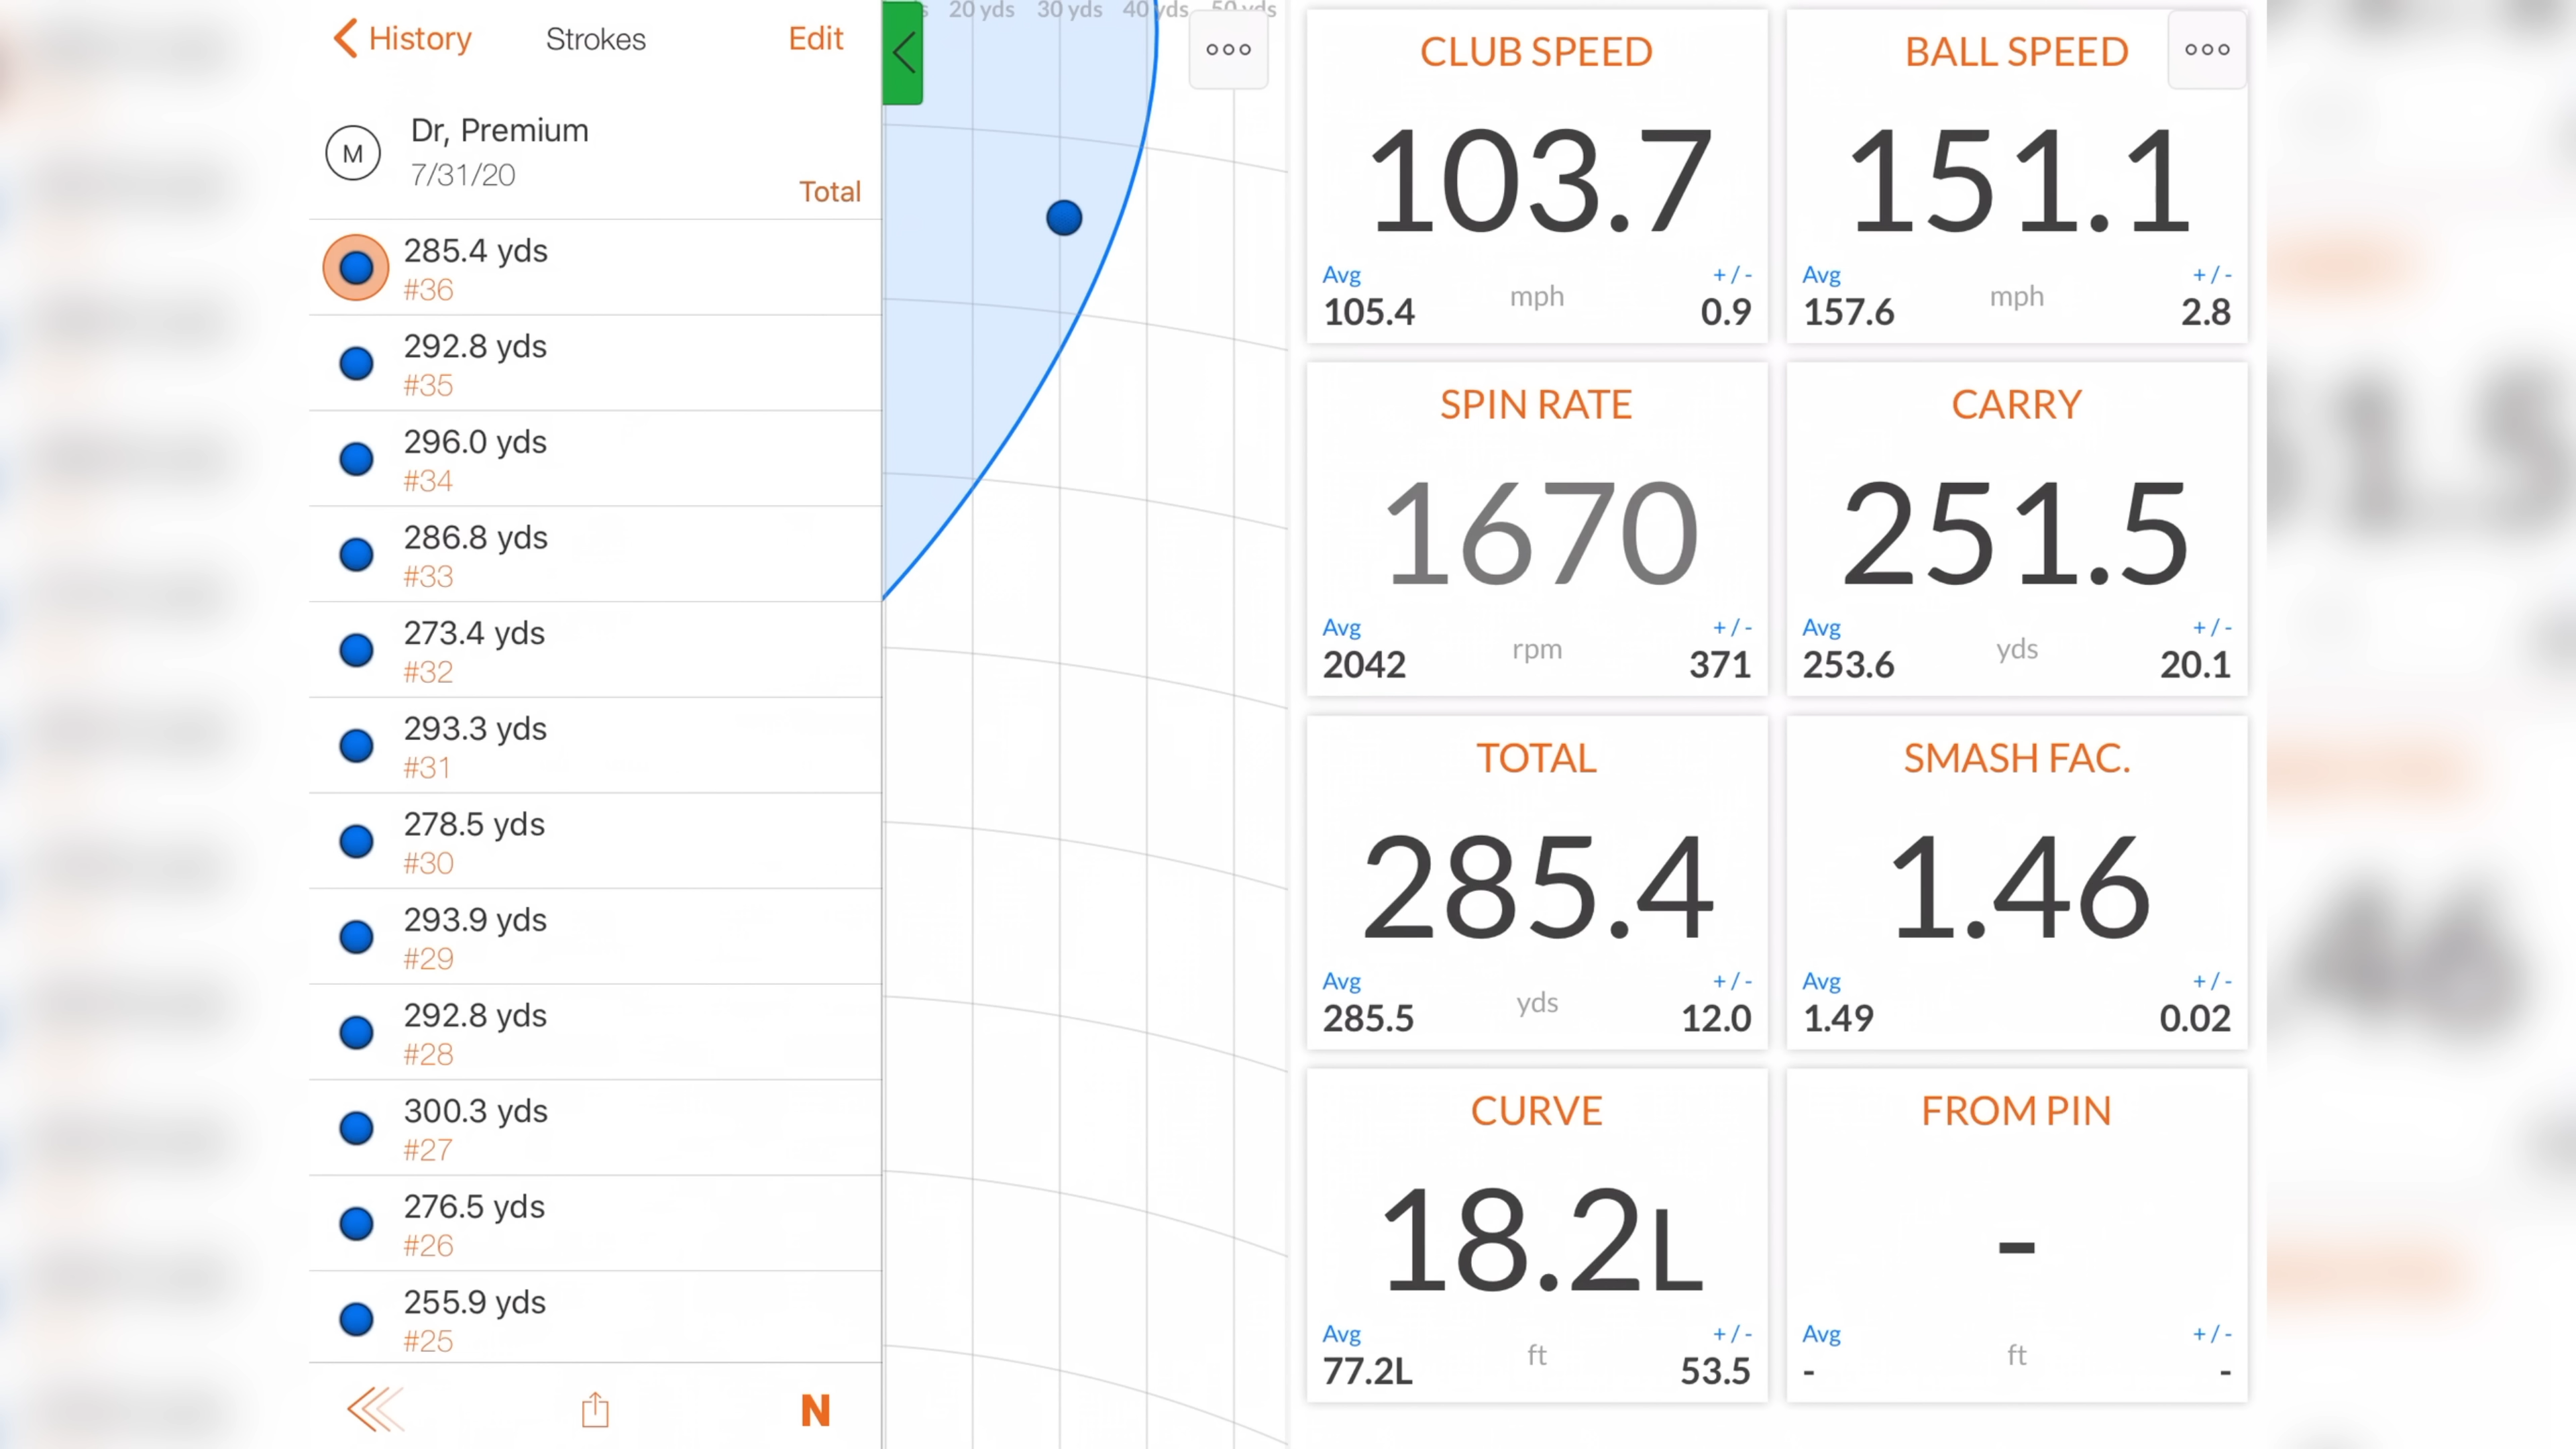 History
Strokes
Edit
M
Dr, Premium
7/31/20
Total
285.4 yds
#36
292.8 yds
#35
296.0 yds
#34
286.8 yds
#33
273.4 yds
#32
293.3 yds
#31
278.5 yds
#30
293.9 yds
#29
292.8 yds
#28
300.3 yds
#27
276.5 yds
#26
255.9 yds
#25
N
20 yds 30 yds 40 yds 50 yds
CLUB SPEED
103.7
Avg +/-
105.4 mph 0.9
BALL SPEED
151.1
Avg +/-
157.6 mph 2.8
SPIN RATE
1670
Avg +/-
2042 rpm 371
CARRY
251.5
Avg +/-
253.6 yds 20.1
TOTAL
285.4
Avg +/-
285.5 yds 12.0
SMASH FAC.
1.46
Avg +/-
1.49 0.02
CURVE
18.2L
Avg +/-
77.2L ft 53.5
FROM PIN
-
Avg +/-
- ft -